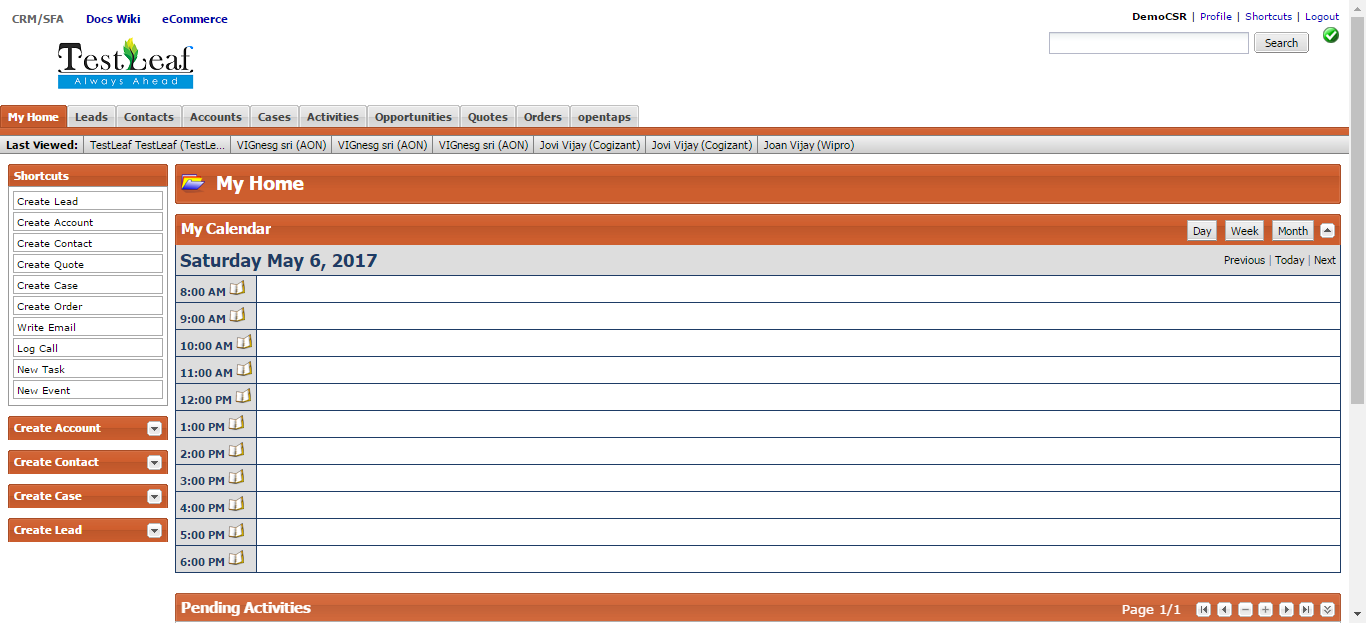 CRM/SFA Docs Wiki eCommerce
DemoCSR | Profile | Shortcuts | Logout
Search
TestLeaf
Always Ahead
My Home Leads Contacts Accounts Cases Activities Opportunities Quotes Orders opentaps
Last Viewed: TestLeaf TestLeaf (TestLe... VIGnesg sri (AON) VIGnesg sri (AON) VIGnesg sri (AON) Jovi Vijay (Cogizant) Jovi Vijay (Cogizant) Joan Vijay (Wipro)
Shortcuts
Create Lead
Create Account
Create Contact
Create Quote
Create Case
Create Order
Write Email
Log Call
New Task
New Event
Create Account
Create Contact
Create Case
Create Lead
My Home
My Calendar Day Week Month
Saturday May 6, 2017 Previous | Today | Next
8:00 AM
9:00 AM
10:00 AM
11:00 AM
12:00 PM
1:00 PM
2:00 PM
3:00 PM
4:00 PM
5:00 PM
6:00 PM
Pending Activities Page 1/1